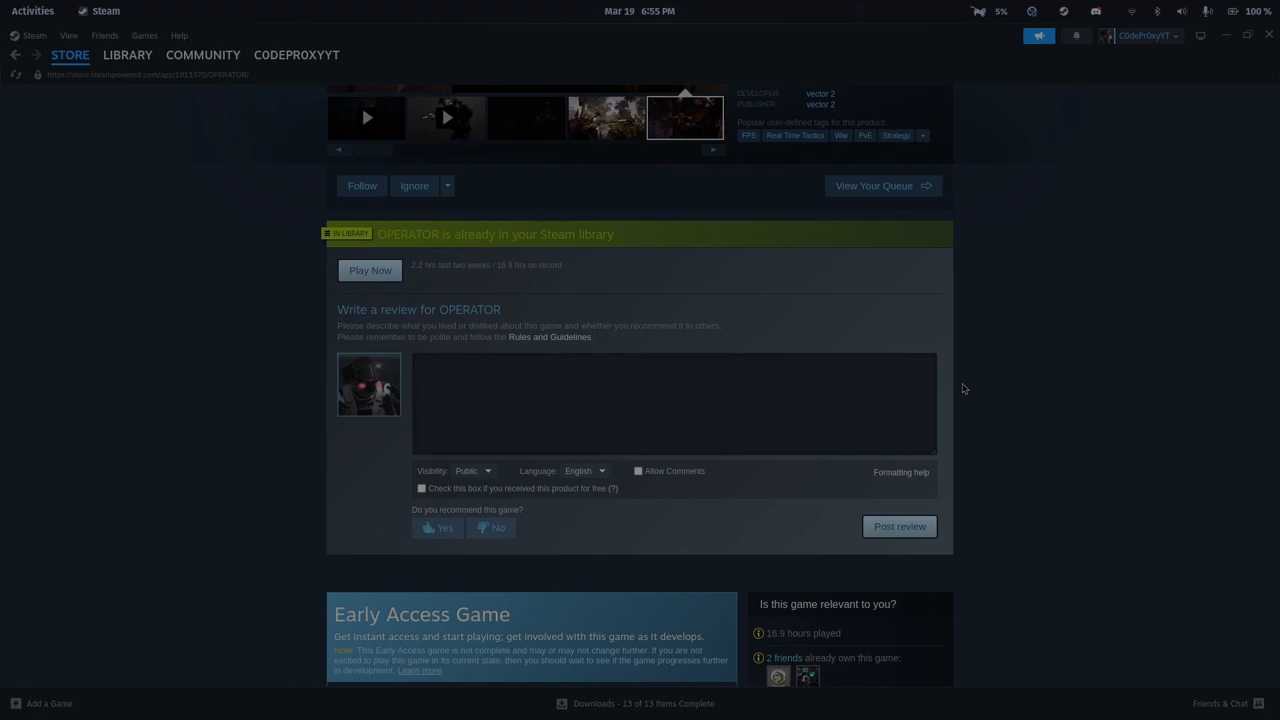 Activities Steam Mar 19 6:55 PM 5% 100 %
Steam View Friends Games Help C0dePr0xyYT
STORE LIBRARY COMMUNITY C0DEPR0XYYT
https://store.steampowered.com/app/1913370/OPERATOR/
DEVELOPER: vector 2
PUBLISHER: vector 2
Popular user-defined tags for this product:
FPS Real Time Tactics War PvE Strategy +
Follow Ignore View Your Queue
IN LIBRARY OPERATOR is already in your Steam library
Play Now 2.2 hrs last two weeks / 16.9 hrs on record
Write a review for OPERATOR
Please describe what you liked or disliked about this game and whether you recommend it to others.
Please remember to be polite and follow the Rules and Guidelines.
Visibility: Public Language: English Allow Comments Formatting help
Check this box if you received this product for free (?)
Do you recommend this game?
Yes No Post review
Early Access Game
Get instant access and start playing; get involved with this game as it develops.
Note: This Early Access game is not complete and may or may not change further. If you are
not excited to play this game in its current state, then you should wait to see if the game progresses further
in development. Learn more
Is this game relevant to you?
16.9 hours played
2 friends already own this game:
Add a Game Downloads - 13 of 13 Items Complete Friends & Chat